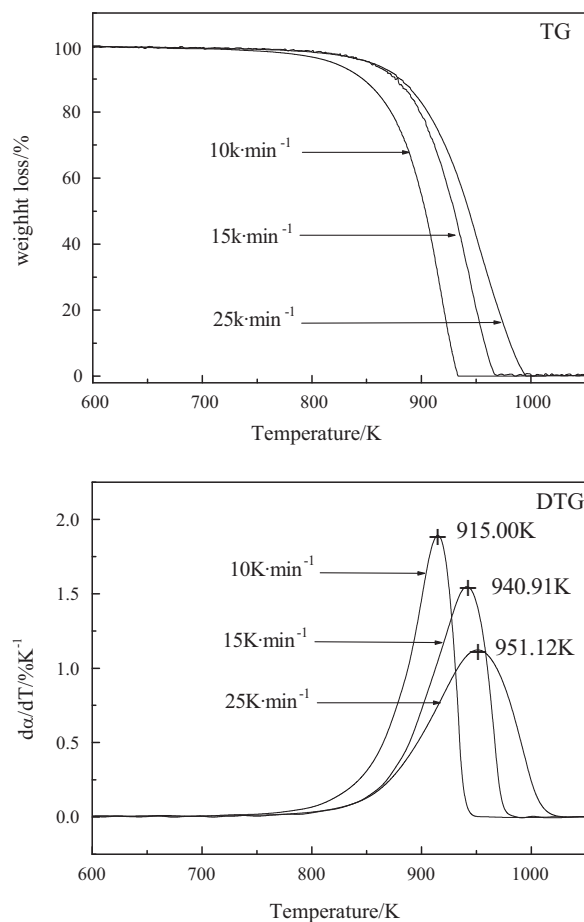 TG
100
80
60
40
20
0
weighht loss/%
10k·min⁻¹
15k·min⁻¹
25k·min⁻¹
600 700 800 900 1000
Temperature/K
DTG
2.0
1.5
1.0
0.5
0.0
dα/dT/%K⁻¹
915.00K
10K·min⁻¹
940.91K
15K·min⁻¹
951.12K
25K·min⁻¹
600 700 800 900 1000
Temperature/K